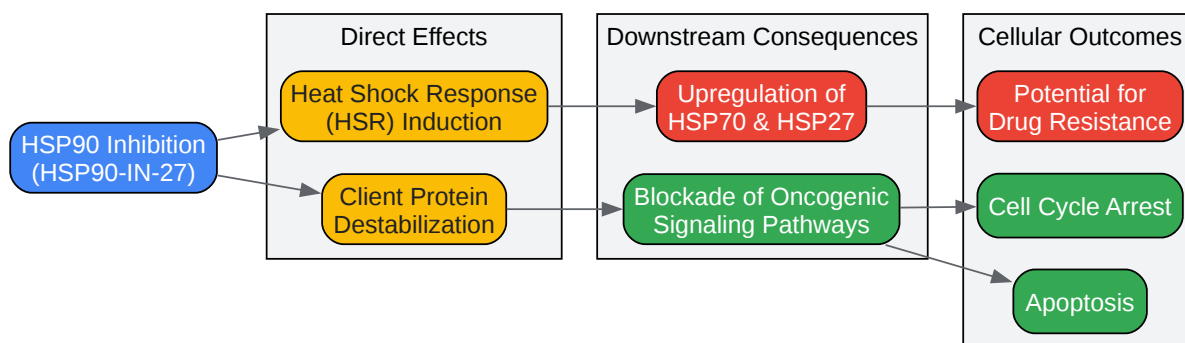 Direct Effects
Downstream Consequences
Cellular Outcomes
HSP90 Inhibition
(HSP90-IN-27)
Heat Shock Response
(HSR) Induction
Client Protein
Destabilization
Upregulation of
HSP70 & HSP27
Blockade of Oncogenic
Signaling Pathways
Potential for
Drug Resistance
Cell Cycle Arrest
Apoptosis